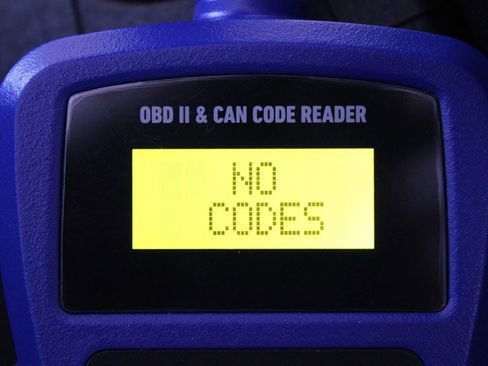 OBD II & CAN CODE READER
NO
CODES